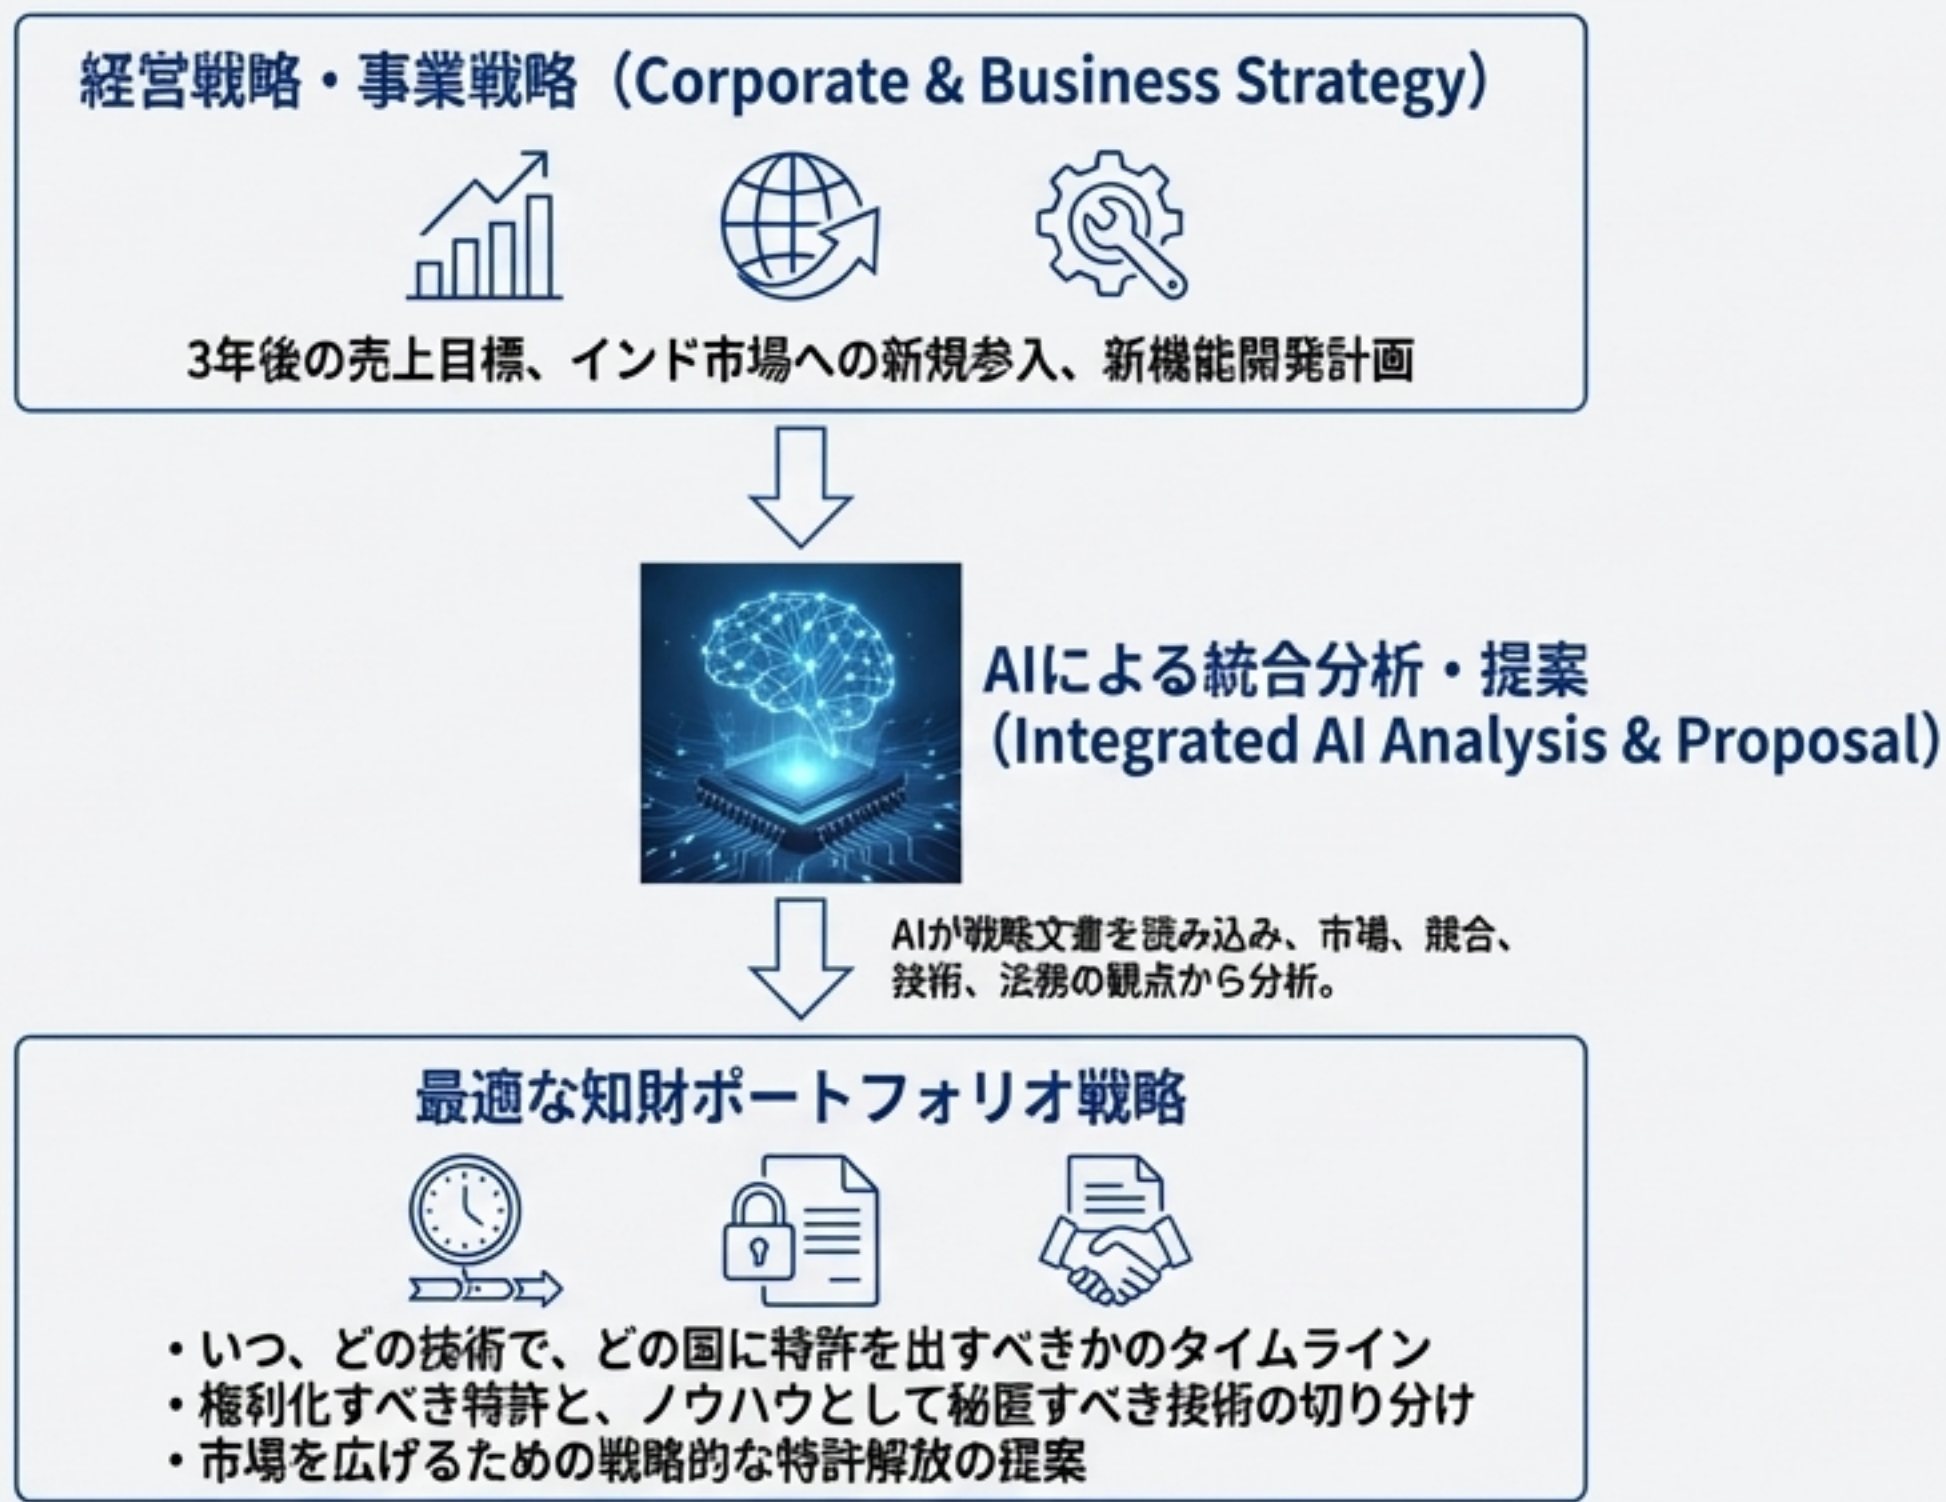 経営戦略・事業戦略（Corporate & Business Strategy）
3年後の売上目標、インド市場への新規参入、新機能開発計画
AIによる統合分析・提案
（Integrated AI Analysis & Proposal）
AIが戦略文書を読み込み、市場、競合、
技術、法務の観点から分析。
最適な知財ポートフォリオ戦略
・いつ、どの技術で、どの国に特許を出すべきかのタイムライン
・権利化すべき特許と、ノウハウとして秘匿すべき技術の切り分け
・市場を広げるための戦略的な特許解放の提案